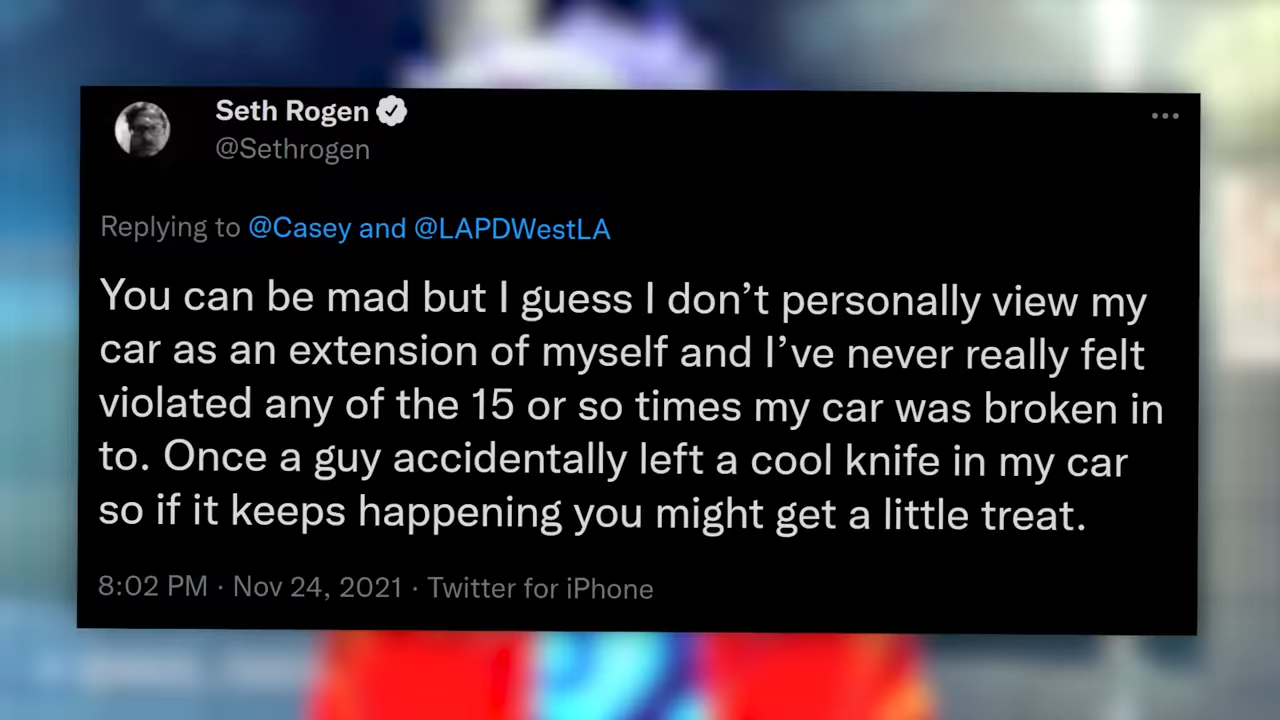 Seth Rogen
@Sethrogen
Replying to @Casey and @LAPDWestLA
You can be mad but I guess I don’t personally view my
car as an extension of myself and I’ve never really felt
violated any of the 15 or so times my car was broken in
to. Once a guy accidentally left a cool knife in my car
so if it keeps happening you might get a little treat.
8:02 PM · Nov 24, 2021 · Twitter for iPhone